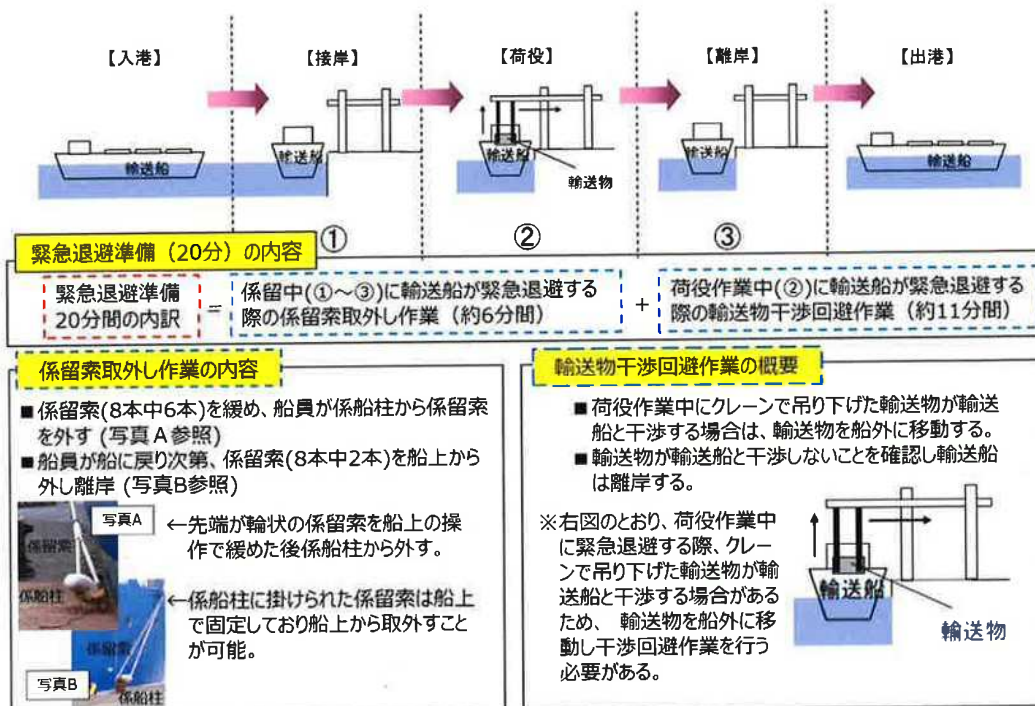 【入港】
【接岸】
【荷役】
【離岸】
【出港】
輸送船
輸送船
輸送船
輸送物
輸送船
輸送船
①
②
③
緊急退避準備（20分）の内容
緊急退避準備
20分間の内訳
=
係留中(①～③)に輸送船が緊急退避する
際の係留索取外し作業（約6分間）
+
荷役作業中(②)に輸送船が緊急退避する
際の輸送物干渉回避作業（約11分間）
係留索取外し作業の内容
■係留索(8本中6本)を緩め、船員が係船柱から係留索
を外す (写真A参照)
■船員が船に戻り次第、係留索(8本中2本)を船上から
外し離岸 (写真B参照)
写真A
係留索
係船柱
←先端が輪状の係留索を船上の操
作で緩めた後係船柱から外す。
←係船柱に掛けられた係留索は船上
で固定しており船上から取外すこと
が可能。
係留索
写真B
係船柱
輸送物干渉回避作業の概要
■荷役作業中にクレーンで吊り下げた輸送物が輸送
船と干渉する場合は、輸送物を船外に移動する。
■輸送物が輸送船と干渉しないことを確認し輸送船
は離岸する。
※右図のとおり、荷役作業中
に緊急退避する際、クレー
ンで吊り下げた輸送物が輸
送船と干渉する場合がある
ため、 輸送物を船外に移
動し干渉回避作業を行う
必要がある。
輸送船
輸送物